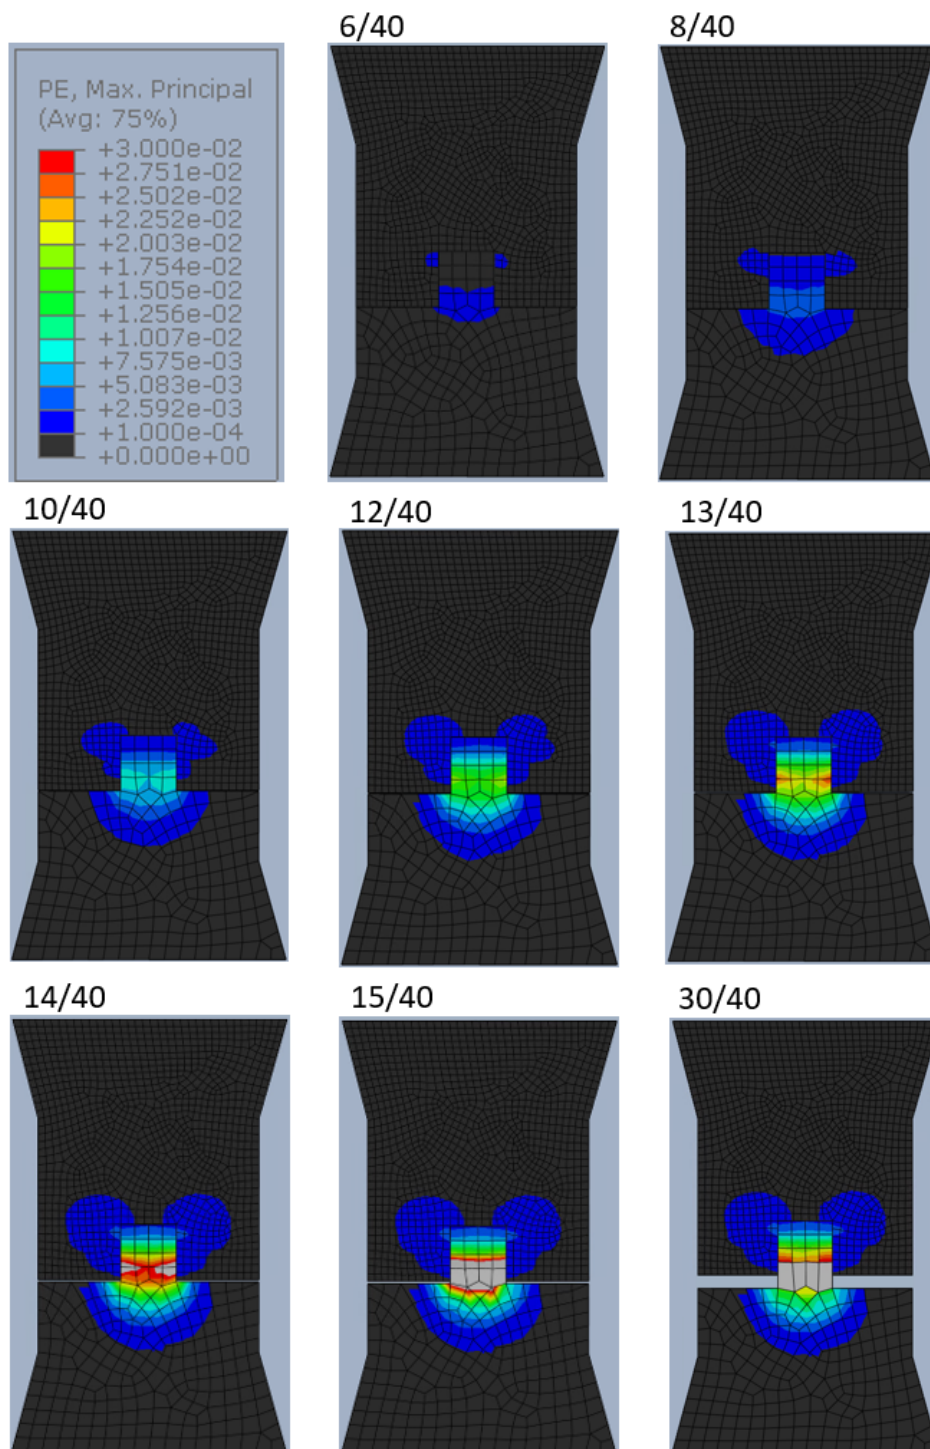 6/40
8/40
PE, Max. Principal
(Avg: 75%)
+3.000e-02
+2.751e-02
+2.502e-02
+2.252e-02
+2.003e-02
+1.754e-02
+1.505e-02
+1.256e-02
+1.007e-02
+7.575e-03
+5.083e-03
+2.592e-03
+1.000e-04
+0.000e+00
10/40
12/40
13/40
14/40
15/40
30/40